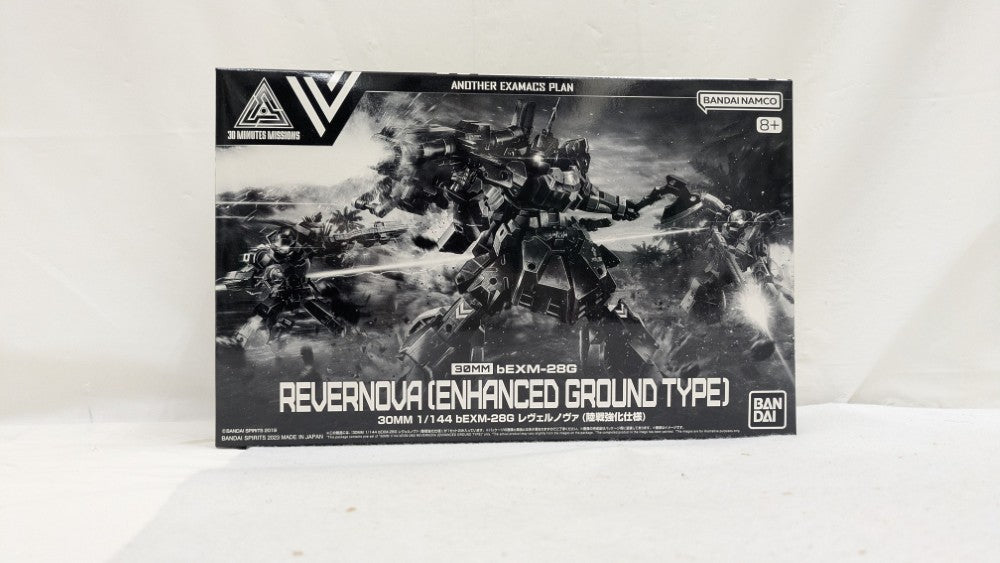 ANOTHER EXAMACS PLAN
30 MINUTES MISSIONS
BANDAI NAMCO
8+
30MM bEXM-28G
REVERNOVA (ENHANCED GROUND TYPE)
30MM 1/144 bEXM-28G レヴェルノヴァ (陸戦強化仕様)
BAN
DAI
©BANDAI SPIRITS 2019
BANDAI SPIRITS 2023 MADE IN JAPAN